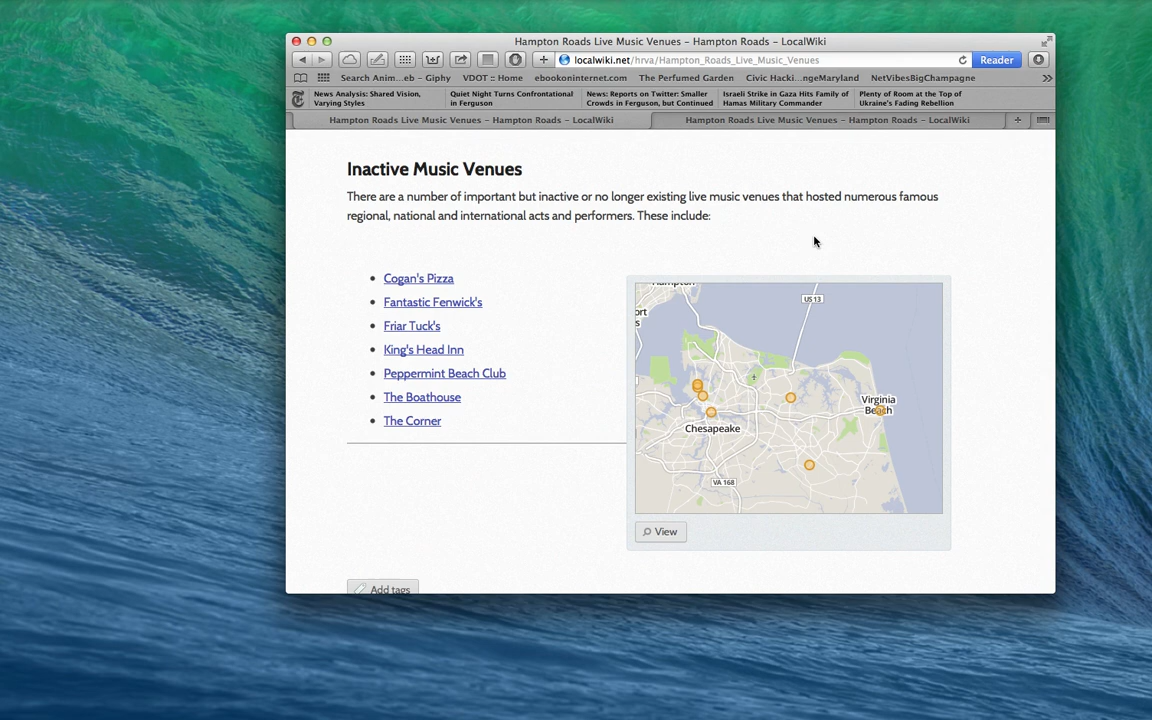 Hampton Roads Live Music Venues – Hampton Roads – LocalWiki
localwiki.net/hrva/Hampton_Roads_Live_Music_Venues
Reader
Search Anim...eb – Giphy VDOT :: Home ebookoninternet.com The Perfumed Garden Civic Hacki...ngeMaryland NetVibesBigChampagne
News Analysis: Shared Vision,
Varying Styles
Quiet Night Turns Confrontational
in Ferguson
News: Reports on Twitter: Smaller
Crowds in Ferguson, but Continued
Israeli Strike in Gaza Hits Family of
Hamas Military Commander
Plenty of Room at the Top of
Ukraine's Fading Rebellion
Hampton Roads Live Music Venues – Hampton Roads – LocalWiki
Hampton Roads Live Music Venues – Hampton Roads – LocalWiki
Inactive Music Venues
There are a number of important but inactive or no longer existing live music venues that hosted numerous famous
regional, national and international acts and performers. These include:
Cogan's Pizza
Fantastic Fenwick's
Friar Tuck's
King's Head Inn
Peppermint Beach Club
The Boathouse
The Corner
Hampton
US 13
ort
s
Virginia
Beach
Chesapeake
VA 168
View
Add tags